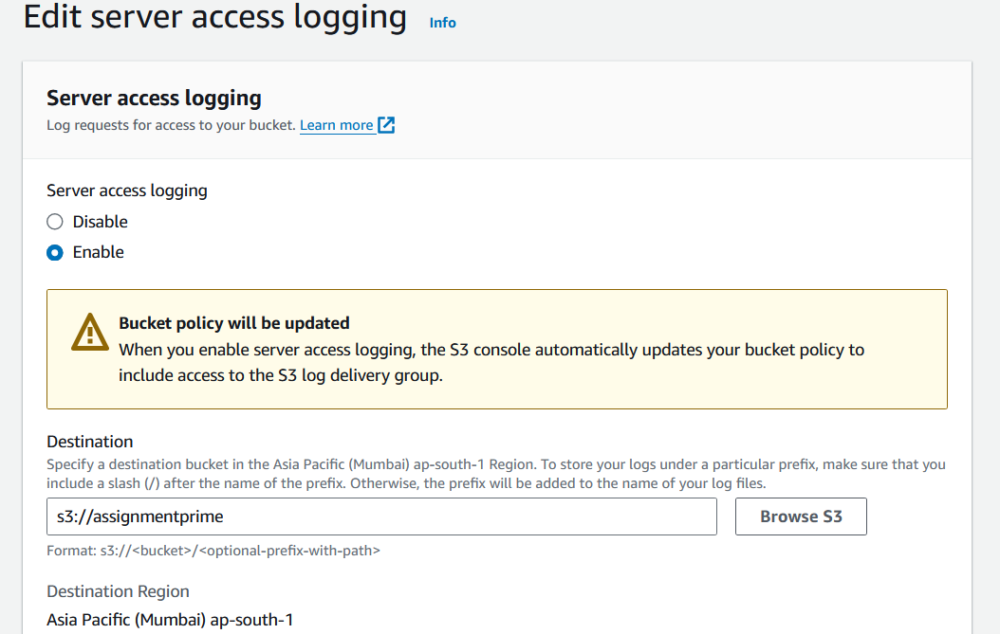 Edit server access logging Info
Server access logging
Log requests for access to your bucket. Learn more
Server access logging
Disable
Enable
Bucket policy will be updated
When you enable server access logging, the S3 console automatically updates your bucket policy to
include access to the S3 log delivery group.
Destination
Specify a destination bucket in the Asia Pacific (Mumbai) ap-south-1 Region. To store your logs under a particular prefix, make sure that you
include a slash (/) after the name of the prefix. Otherwise, the prefix will be added to the name of your log files.
s3://assignmentprime Browse S3
Format: s3://<bucket>/<optional-prefix-with-path>
Destination Region
Asia Pacific (Mumbai) ap-south-1